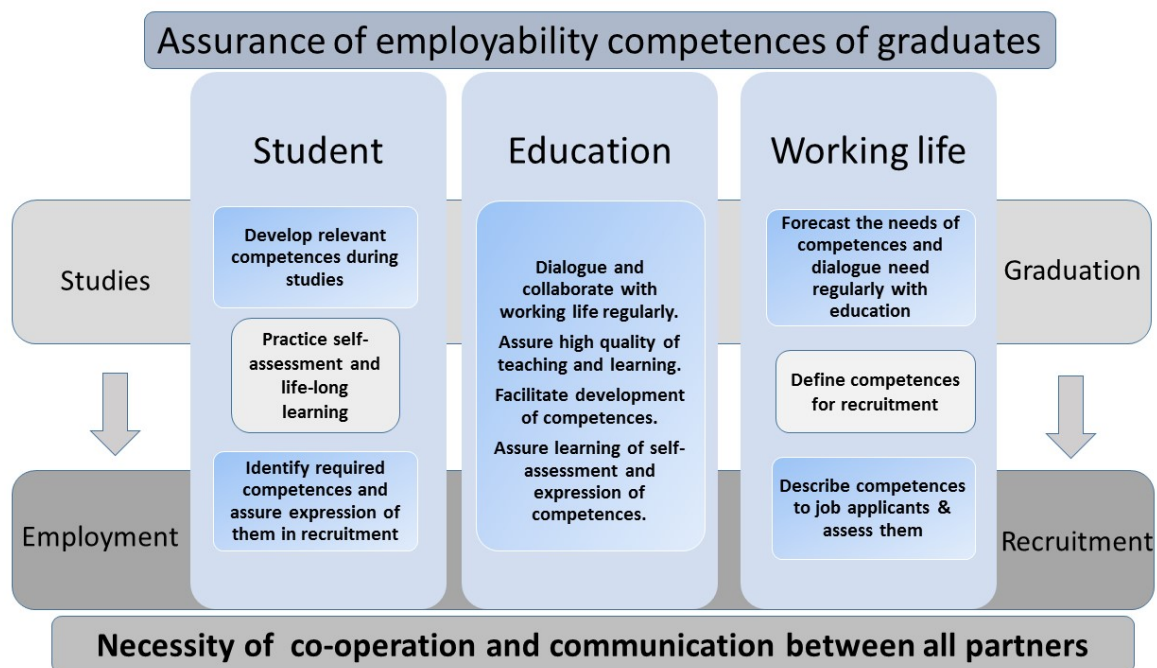 Assurance of employability competences of graduates
Student
Education
Working life
Studies
Graduation
Develop relevant
competences during
studies
Practice self-
assessment and
life-long
learning
Identify required
competences and
assure expression of
them in recruitment
Dialogue and
collaborate with
working life regularly.
Assure high quality of
teaching and learning.
Facilitate development
of competences.
Assure learning of self-
assessment and
expression of
competences.
Forecast the needs of
competences and
dialogue need
regularly with
education
Define competences
for recruitment
Describe competences
to job applicants &
assess them
Employment
Recruitment
Necessity of co-operation and communication between all partners